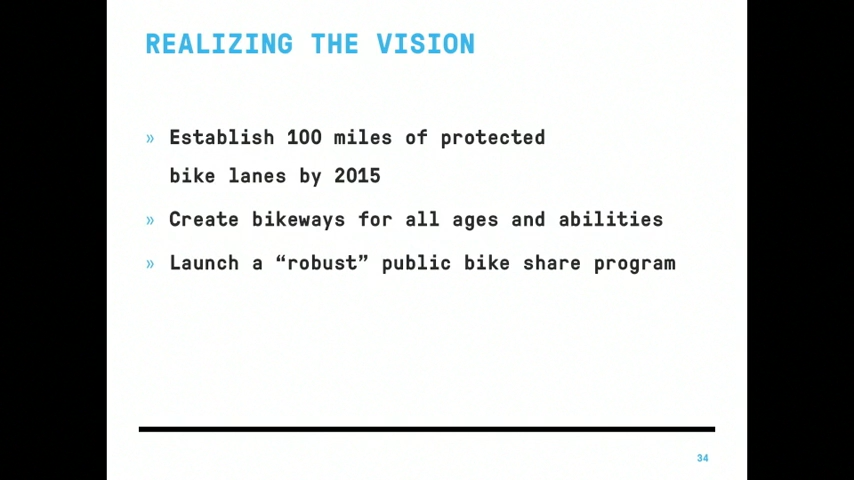 REALIZING THE VISION
» Establish 100 miles of protected
bike lanes by 2015
» Create bikeways for all ages and abilities
» Launch a “robust” public bike share program
34